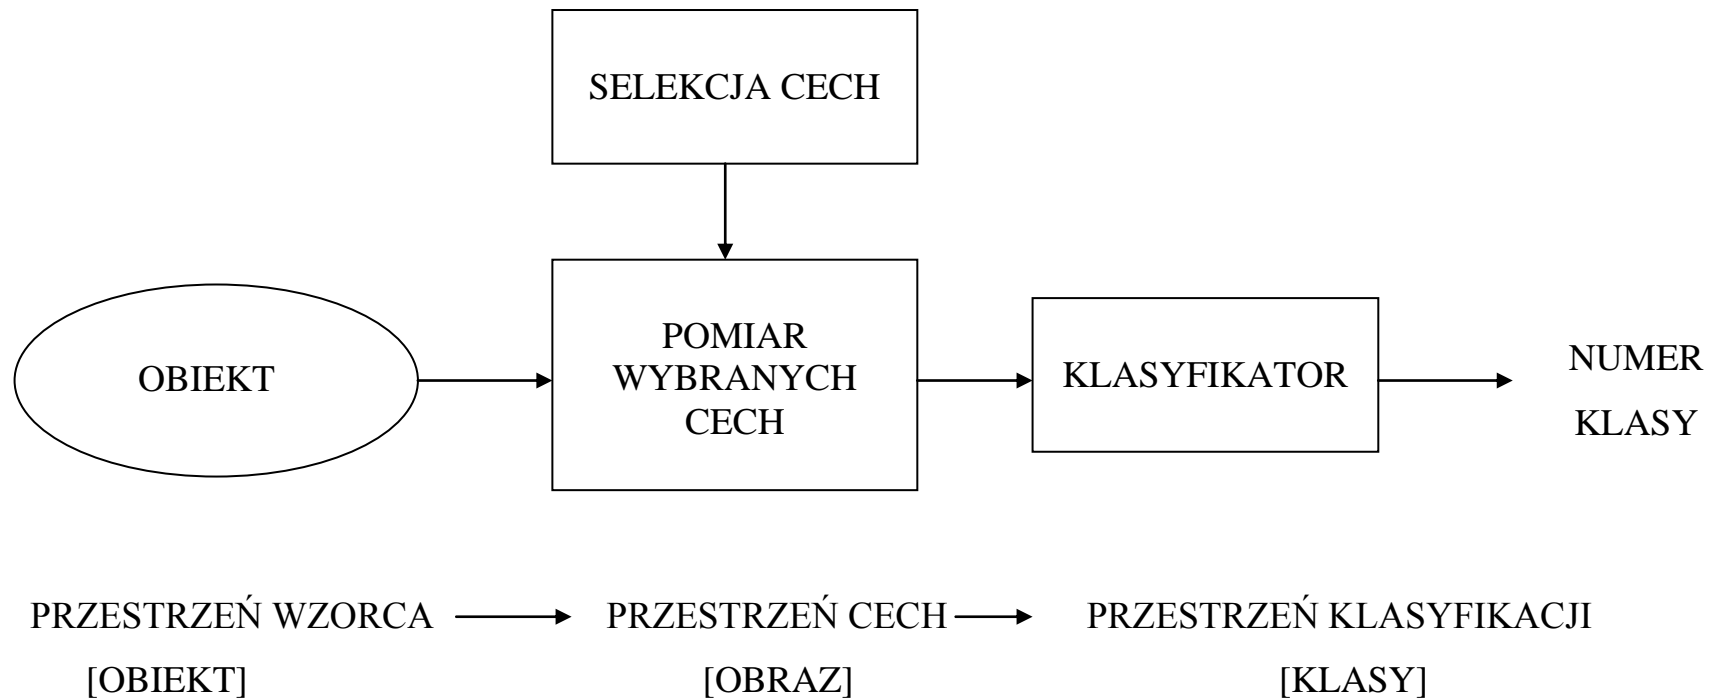 SELEKCJA CECH
OBIEKT
POMIAR
WYBRANYCH
CECH
KLASYFIKATOR
NUMER
KLASY
PRZESTRZEŃ WZORCA
PRZESTRZEŃ CECH
PRZESTRZEŃ KLASYFIKACJI
[OBIEKT]
[OBRAZ]
[KLASY]